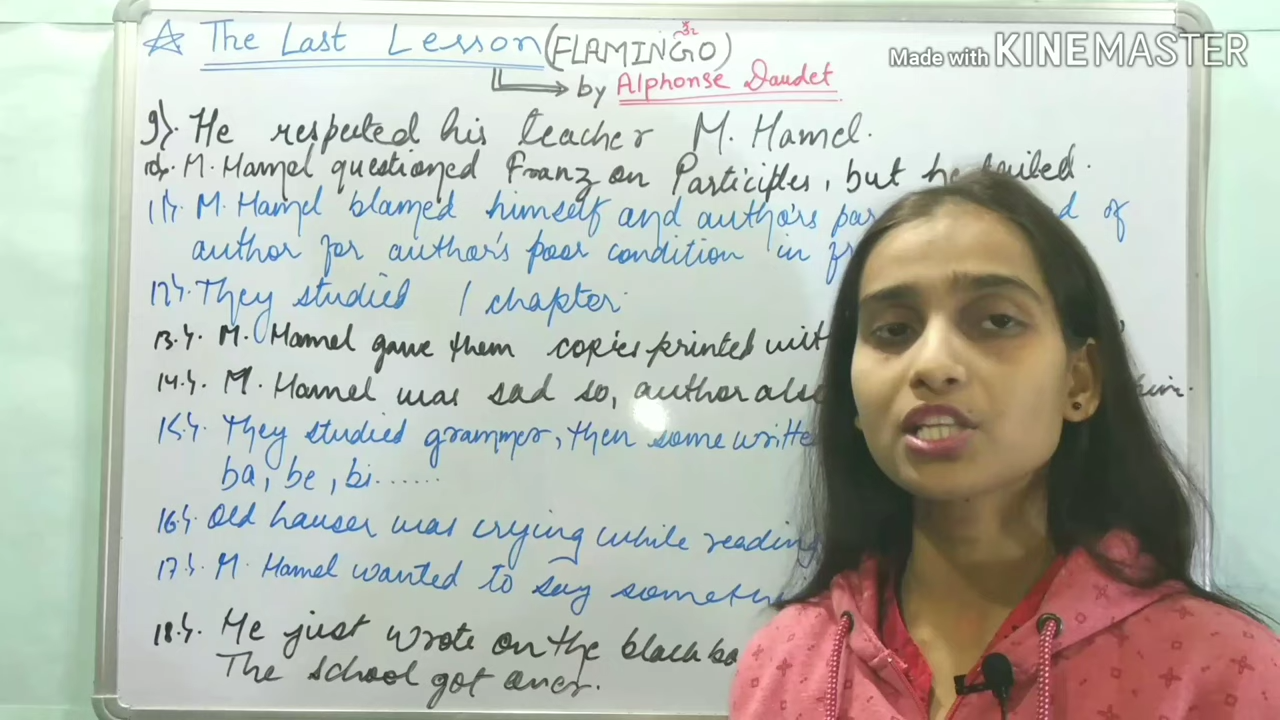 ☆ The Last Lesson (FLAMINGO)
Made with KINEMASTER
by Alphonse Daudet
9). He respected his teacher M. Hamel.
10. M. Hamel questioned Franz on Participles, but he failed.
11. M. Hamel blamed himself and author's par of
author for author's poor condition in fr
12. They studied 1 chapter.
13. M. Hamel gave them copies printed with
14. M. Hamel was sad so, author also
15. They studied grammer, then some writte
ba, be, bi......
16. Old hauser was crying while reading
17. M. Hamel wanted to say someth
18. He just wrote on the blackbo
The school got over.